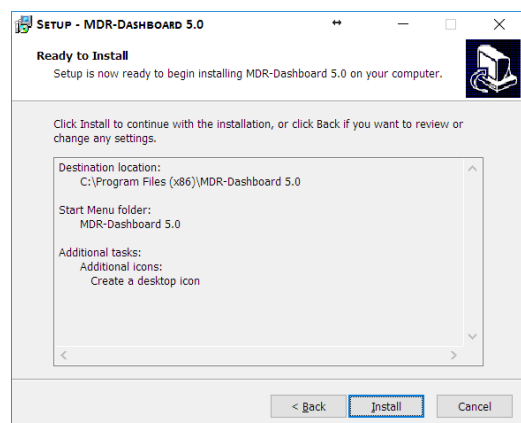 Setup - MDR-Dashboard 5.0
Ready to Install
Setup is now ready to begin installing MDR-Dashboard 5.0 on your computer.
Click Install to continue with the installation, or click Back if you want to review or
change any settings.
Destination location:
C:\Program Files (x86)\MDR-Dashboard 5.0
Start Menu folder:
MDR-Dashboard 5.0
Additional tasks:
Additional icons:
Create a desktop icon
< Back
Install
Cancel